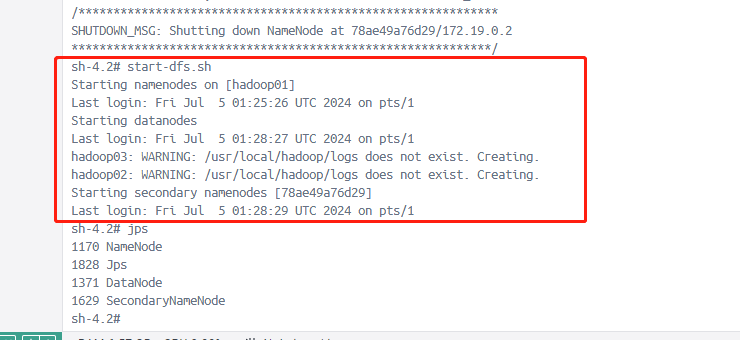 /************************************************************
SHUTDOWN_MSG: Shutting down NameNode at 78ae49a76d29/172.19.0.2
************************************************************/
sh-4.2# start-dfs.sh
Starting namenodes on [hadoop01]
Last login: Fri Jul  5 01:25:26 UTC 2024 on pts/1
Starting datanodes
Last login: Fri Jul  5 01:28:27 UTC 2024 on pts/1
hadoop03: WARNING: /usr/local/hadoop/logs does not exist. Creating.
hadoop02: WARNING: /usr/local/hadoop/logs does not exist. Creating.
Starting secondary namenodes [78ae49a76d29]
Last login: Fri Jul  5 01:28:29 UTC 2024 on pts/1
sh-4.2# jps
1170 NameNode
1828 Jps
1371 DataNode
1629 SecondaryNameNode
sh-4.2#